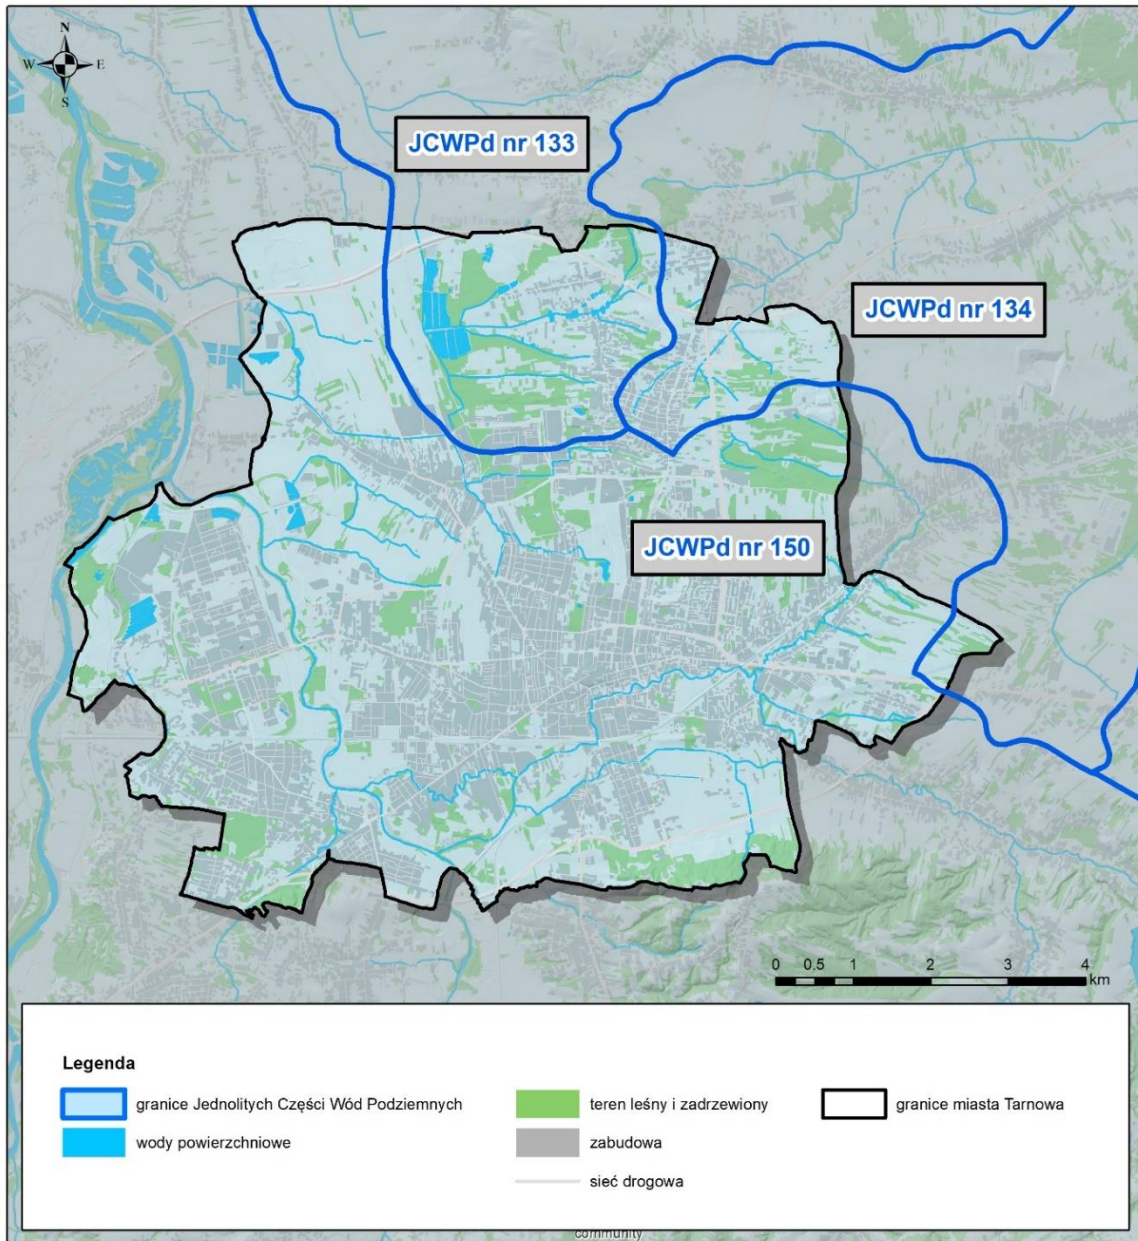 N
W E
S
JCWPd nr 133
JCWPd nr 134
JCWPd nr 150
0 0.5 1 2 3 4
km
Legenda
granice Jednolitych Części Wód Podziemnych
teren leśny i zadrzewiony
granice miasta Tarnowa
wody powierzchniowe
zabudowa
sieć drogowa
community